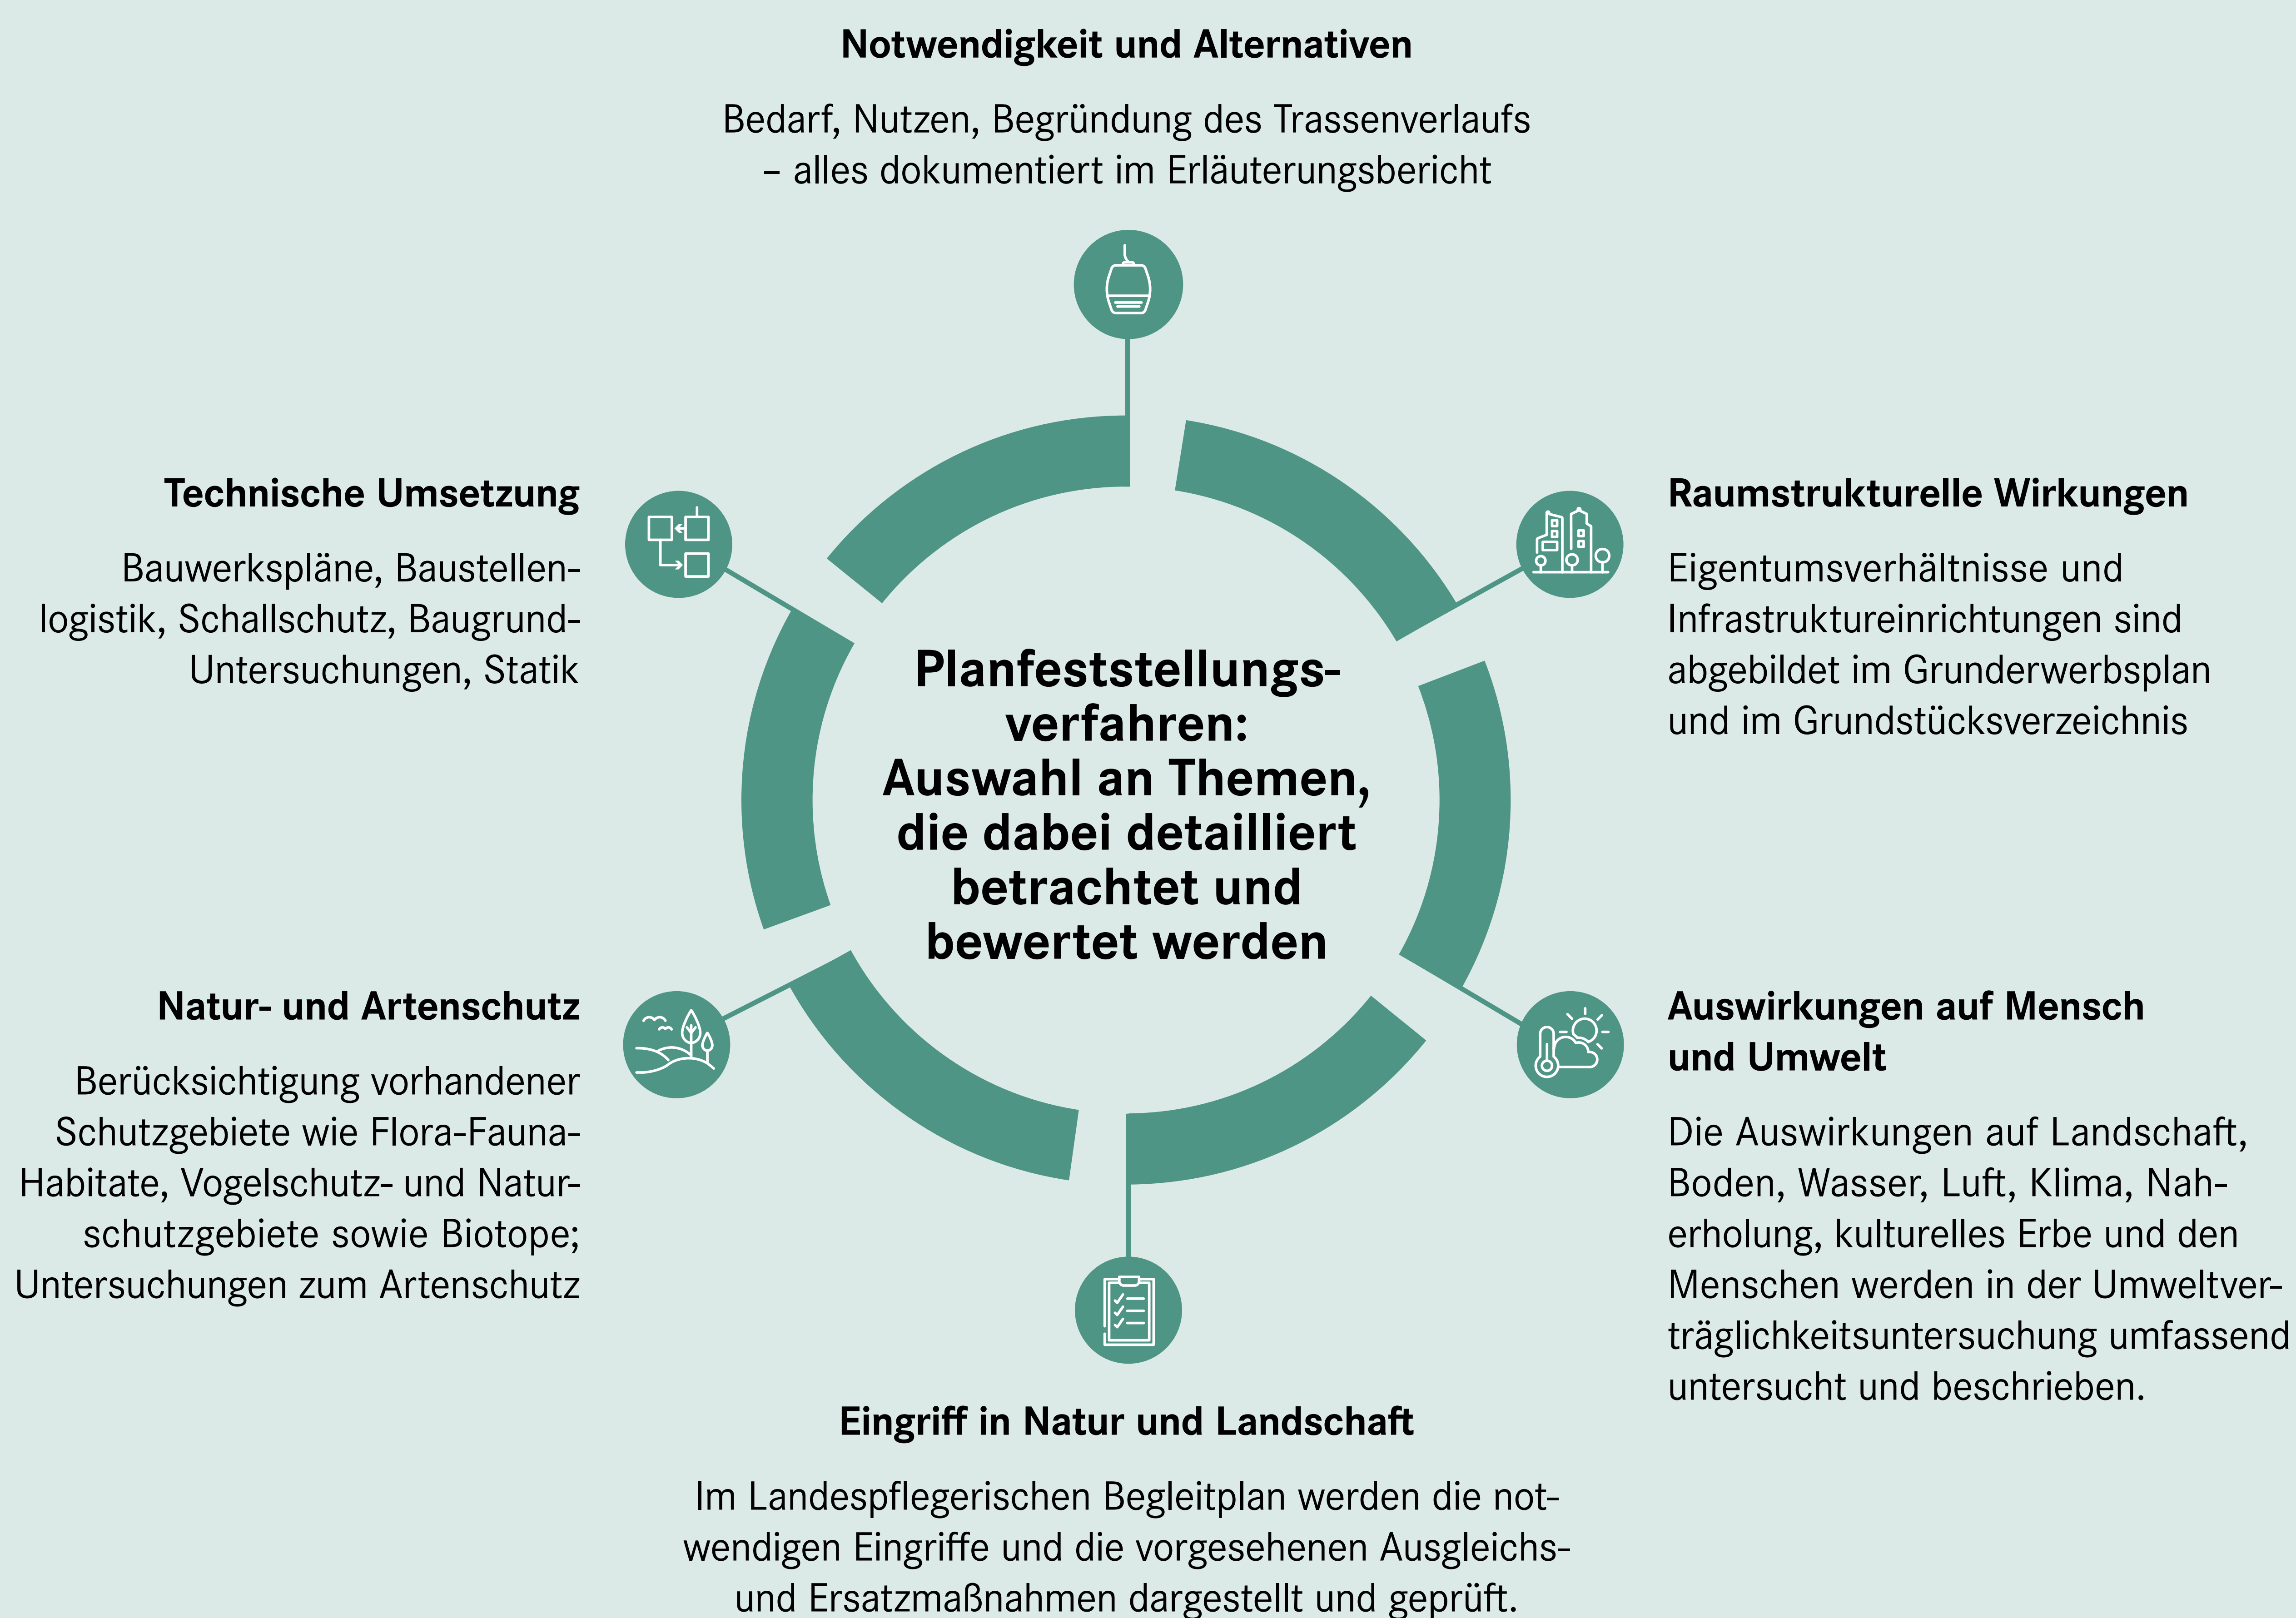 Notwendigkeit und Alternativen
Bedarf, Nutzen, Begründung des Trassenverlaufs
– alles dokumentiert im Erläuterungsbericht
Technische Umsetzung
Bauwerkspläne, Baustellen-
logistik, Schallschutz, Baugrund-
Untersuchungen, Statik
Raumstrukturelle Wirkungen
Eigentumsverhältnisse und
Infrastruktureinrichtungen sind
abgebildet im Grunderwerbsplan
und im Grundstücksverzeichnis
Planfeststellungs-
verfahren:
Auswahl an Themen,
die dabei detailliert
betrachtet und
bewertet werden
Natur- und Artenschutz
Berücksichtigung vorhandener
Schutzgebiete wie Flora-Fauna-
Habitate, Vogelschutz- und Natur-
schutzgebiete sowie Biotope;
Untersuchungen zum Artenschutz
Auswirkungen auf Mensch
und Umwelt
Die Auswirkungen auf Landschaft,
Boden, Wasser, Luft, Klima, Nah-
erholung, kulturelles Erbe und den
Menschen werden in der Umweltver-
träglichkeitsuntersuchung umfassend
untersucht und beschrieben.
Eingriff in Natur und Landschaft
Im Landespflegerischen Begleitplan werden die not-
wendigen Eingriffe und die vorgesehenen Ausgleichs-
und Ersatzmaßnahmen dargestellt und geprüft.